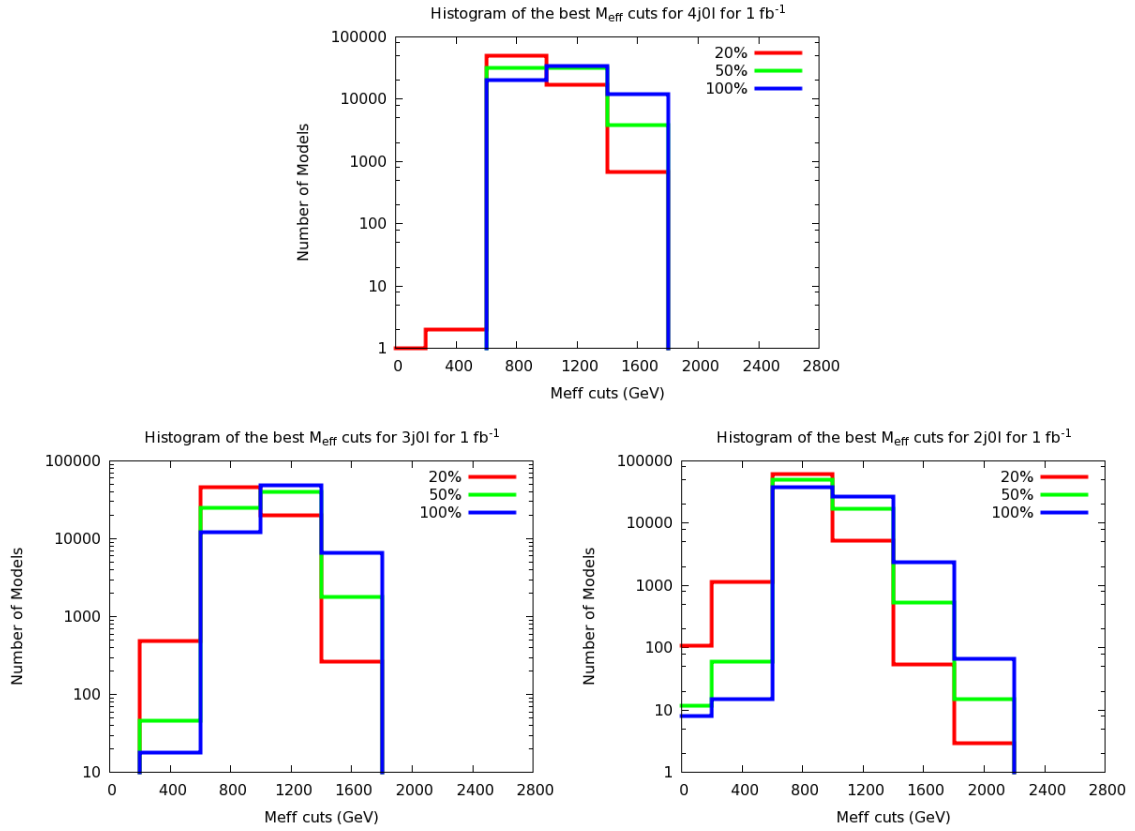 Histogram of the best M_eff cuts for 4j0l for 1 fb⁻¹
100000
10000
1000
100
10
1
Number of Models
20%
50%
100%
0 400 800 1200 1600 2000 2400 2800
Meff cuts (GeV)
Histogram of the best M_eff cuts for 3j0l for 1 fb⁻¹
100000
10000
1000
100
10
Number of Models
20%
50%
100%
0 400 800 1200 1600 2000 2400 2800
Meff cuts (GeV)
Histogram of the best M_eff cuts for 2j0l for 1 fb⁻¹
100000
10000
1000
100
10
1
Number of Models
20%
50%
100%
0 400 800 1200 1600 2000 2400 2800
Meff cuts (GeV)